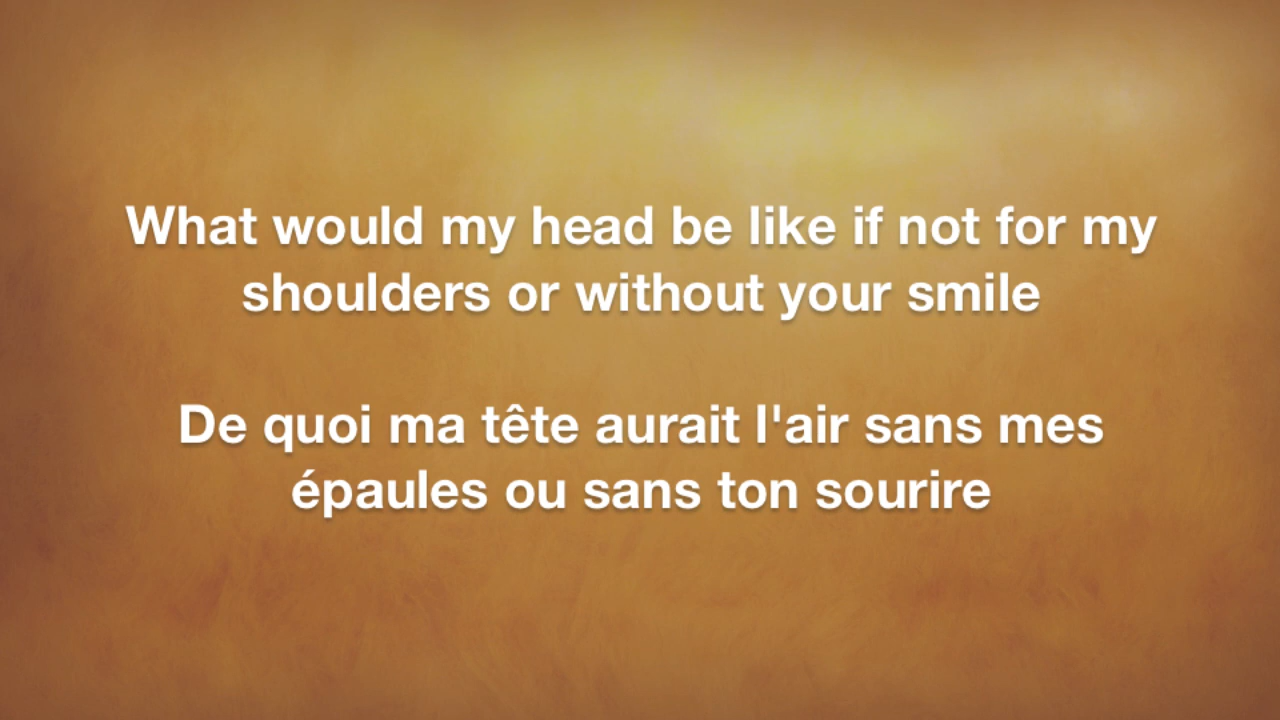 What would my head be like if not for my
shoulders or without your smile
De quoi ma tête aurait l'air sans mes
épaules ou sans ton sourire